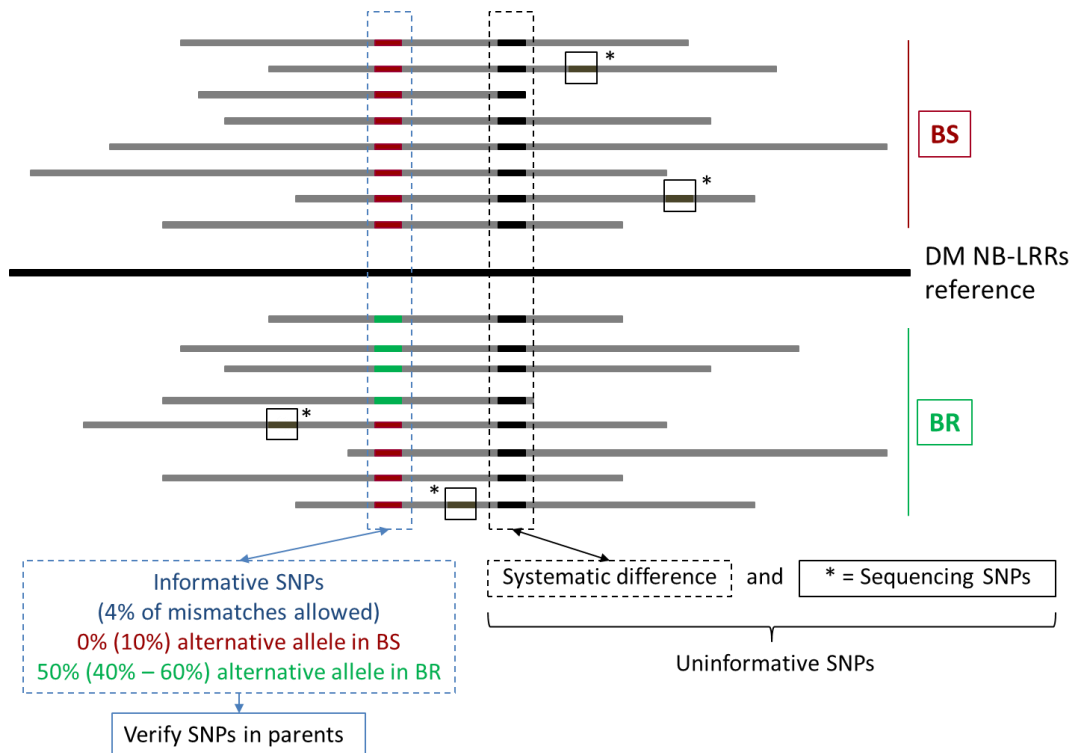 *
*
BS
DM NB-LRRs
reference
*
BR
*
Informative SNPs
(4% of mismatches allowed)
0% (10%) alternative allele in BS
50% (40% – 60%) alternative allele in BR
Verify SNPs in parents
Systematic difference and * = Sequencing SNPs
Uninformative SNPs